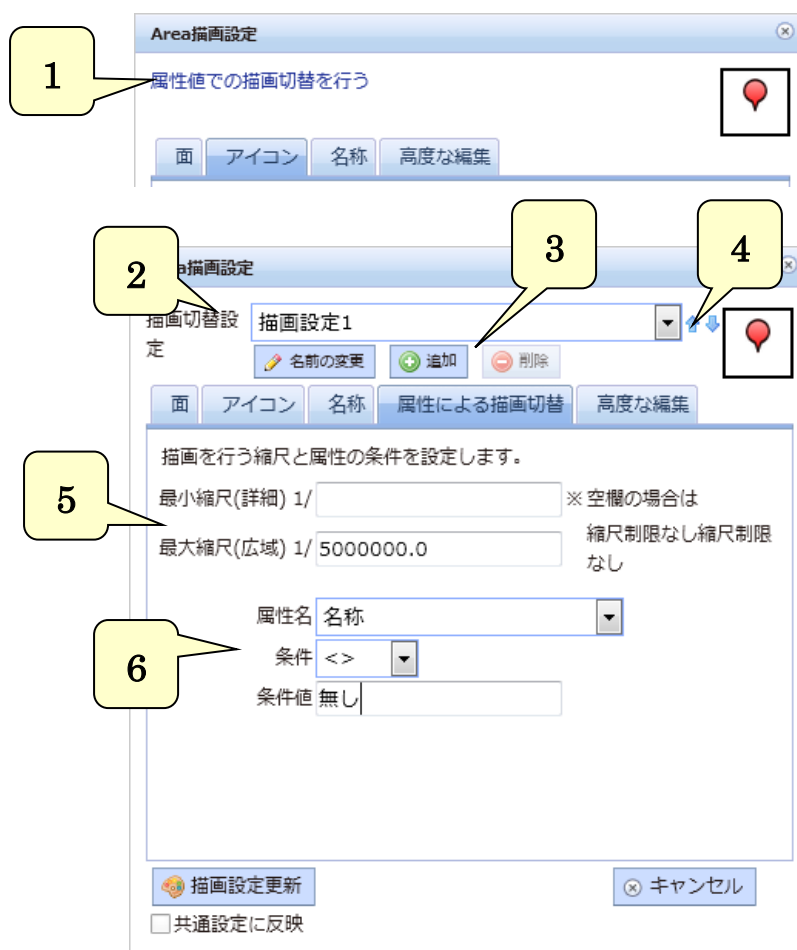 Area描画設定
1
属性値での描画切替を行う
面 アイコン 名称 高度な編集
2
3
4
a描画設定
描画切替設定
描画設定1
名前の変更 追加 削除
面 アイコン 名称 属性による描画切替 高度な編集
描画を行う縮尺と属性の条件を設定します。
5
最小縮尺(詳細) 1/ ※ 空欄の場合は
縮尺制限なし縮尺制限
なし
最大縮尺(広域) 1/ 5000000.0
属性名 名称
6
条件 <>
条件値 無し
描画設定更新 キャンセル
共通設定に反映